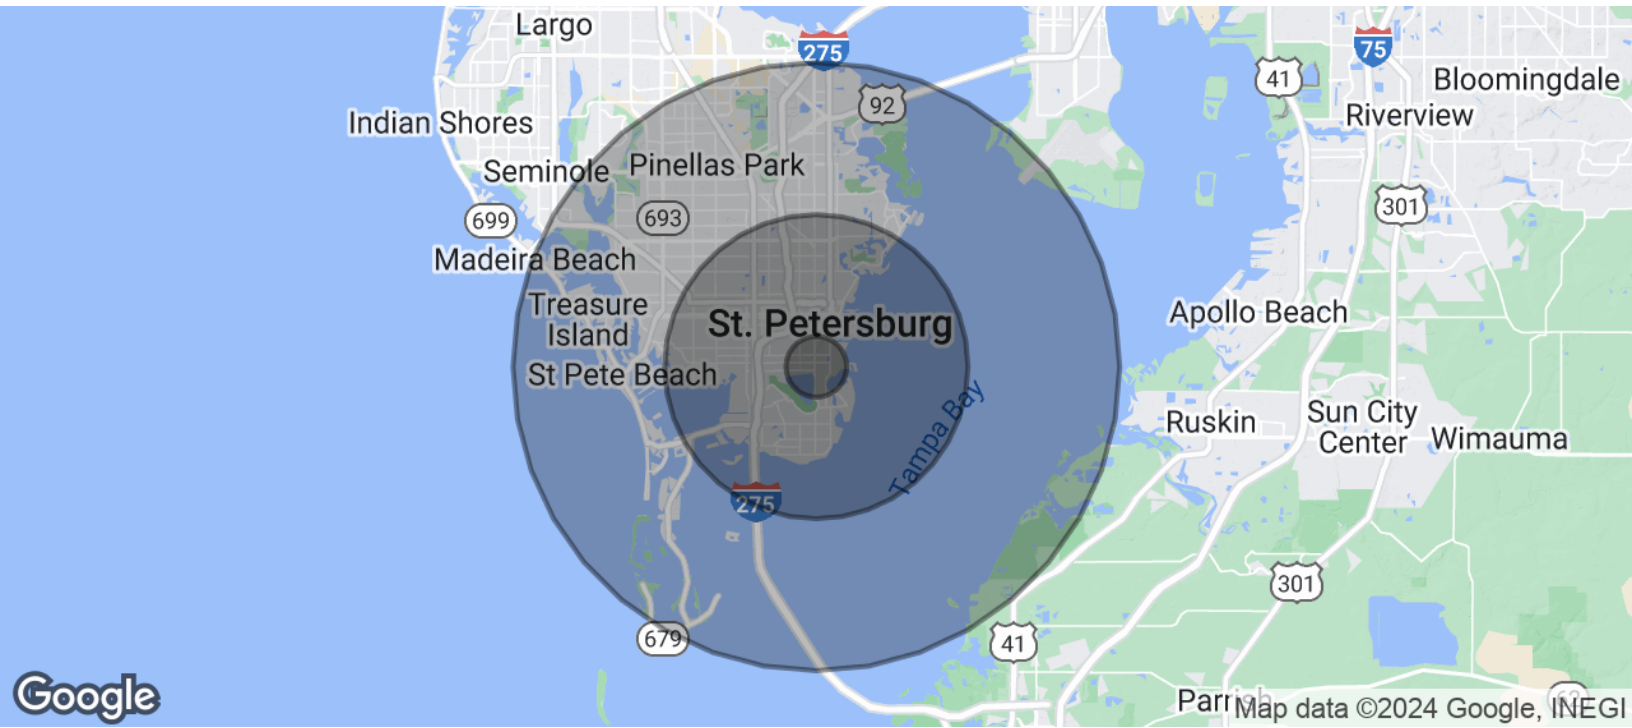 Largo
275
75
41
Bloomingdale
92
Riverview
Indian Shores
Seminole
Pinellas Park
699
693
301
Madeira Beach
Treasure
Island
St. Petersburg
Apollo Beach
St Pete Beach
Tampa Bay
Ruskin
Sun City
Center
Wimauma
275
301
679
41
Google
Parrish
62
Map data ©2024 Google, INEGI